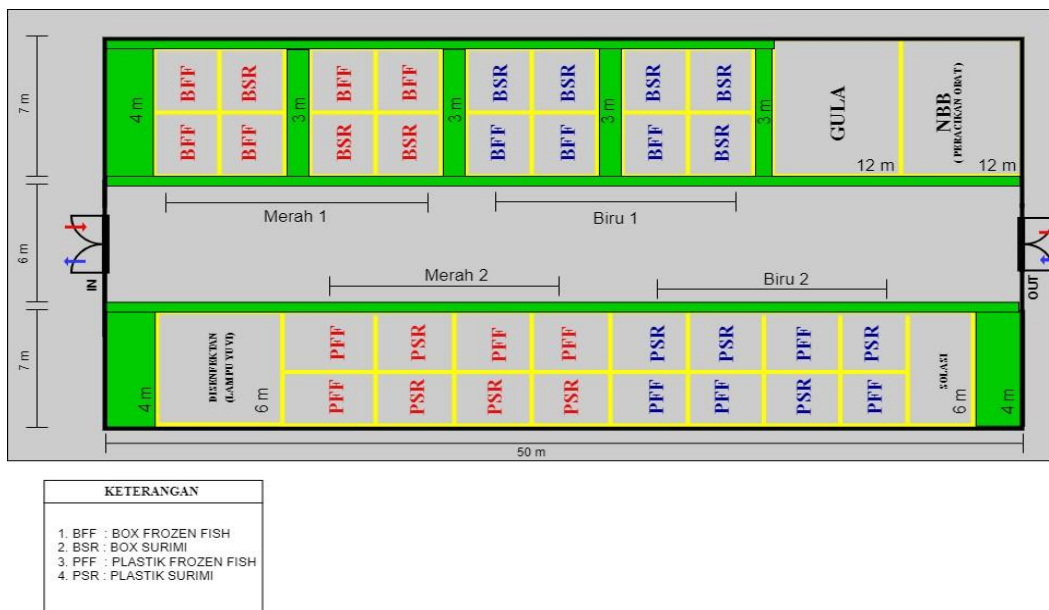 7 m
4 m
BFF
BSR
3 m
BFF
BFF
3 m
BSR
BSR
3 m
BSR
BSR
3 m
GULA
12 m
NBB
( PERACIKAN OBAT)
12 m
BFF
BFF
BSR
BSR
BFF
BFF
BFF
BSR
Merah 1
Biru 1
6 m
IN
OUT
Merah 2
Biru 2
7 m
4 m
DISENFEKTAN
(LAMPU YUVI)
6 m
PFF
PSR
PFF
PFF
PSR
PSR
PFF
PSR
SOLASI
6 m
4 m
PFF
PSR
PSR
PSR
PFF
PFF
PSR
PFF
50 m
KETERANGAN
1. BFF : BOX FROZEN FISH
2. BSR : BOX SURIMI
3. PFF : PLASTIK FROZEN FISH
4. PSR : PLASTIK SURIMI